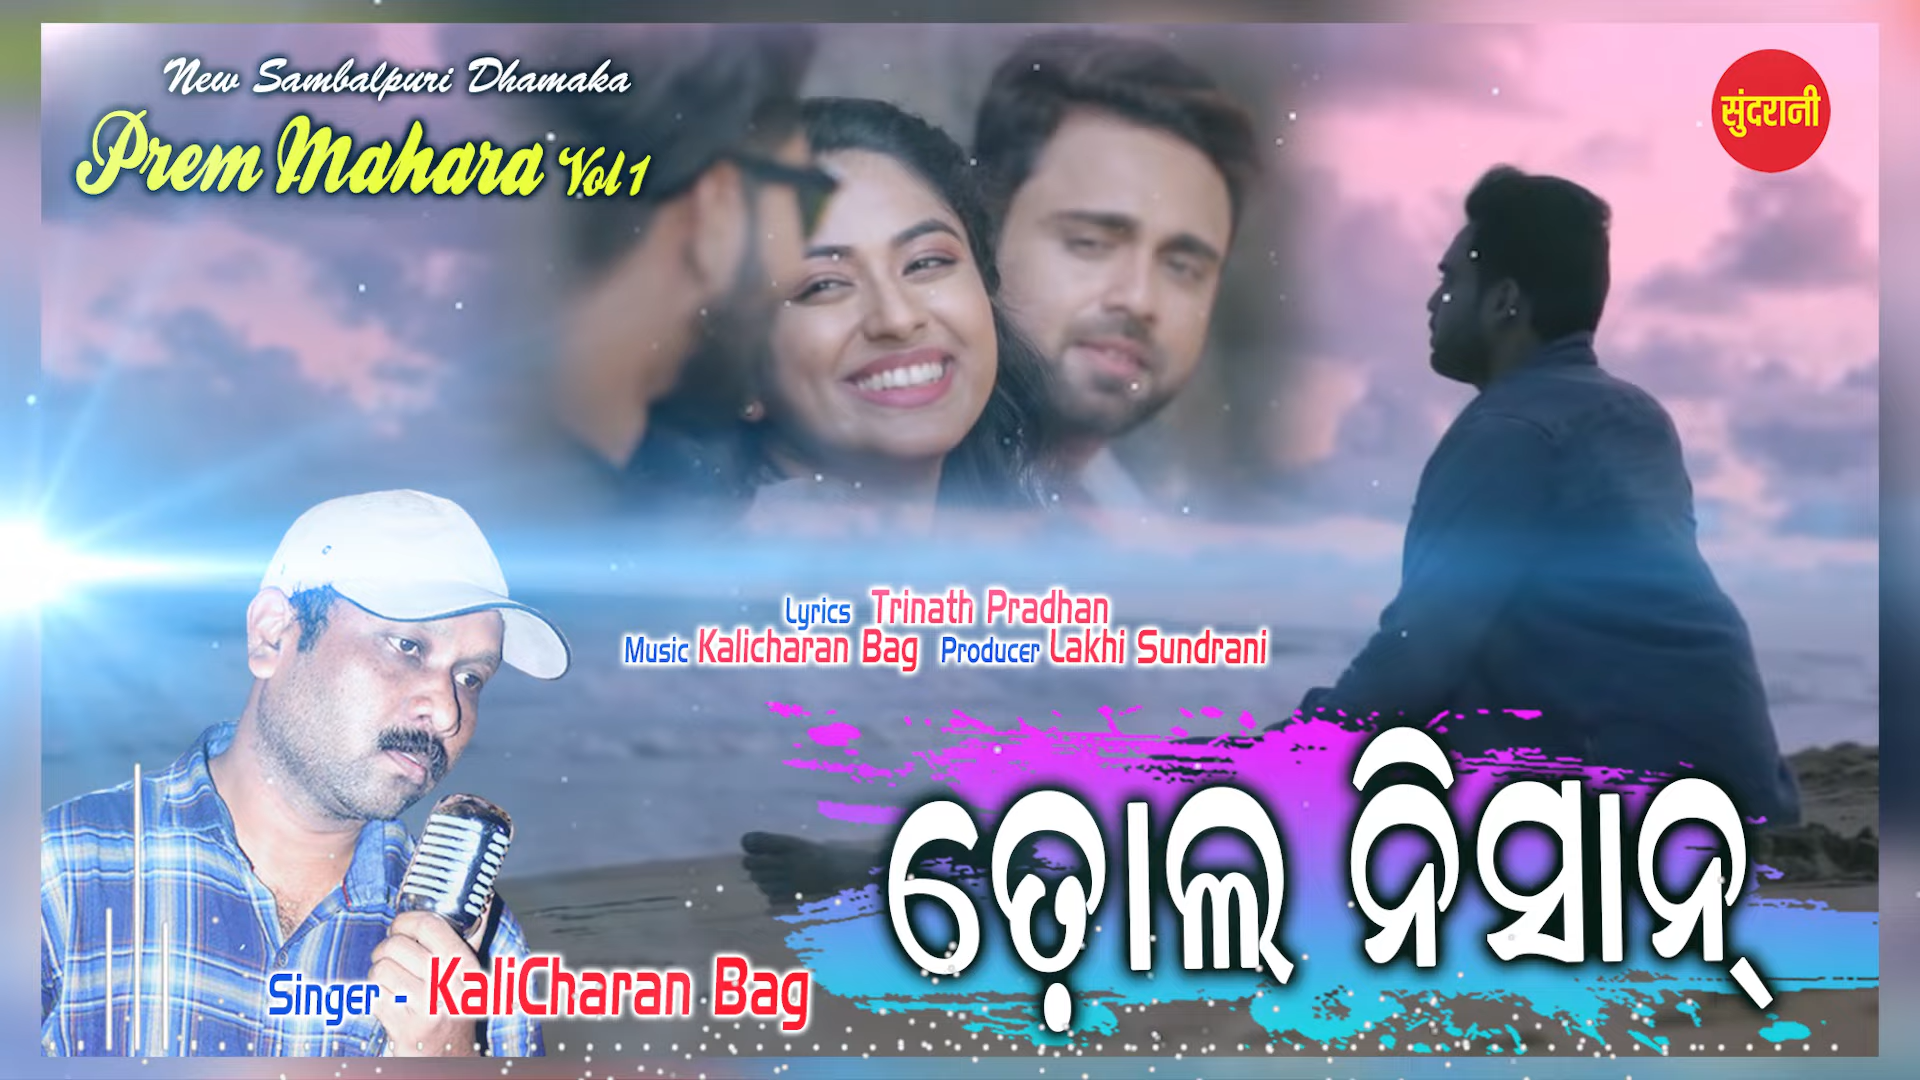 New Sambalpuri Dhamaka
Prem Mahara Vol 1
सुंदरानी
Lyrics Trinath Pradhan
Music Kalicharan Bag Producer Lakhi Sundrani
ଢ଼ୋଲ ନିସାନ୍
Singer - KaliCharan Bag